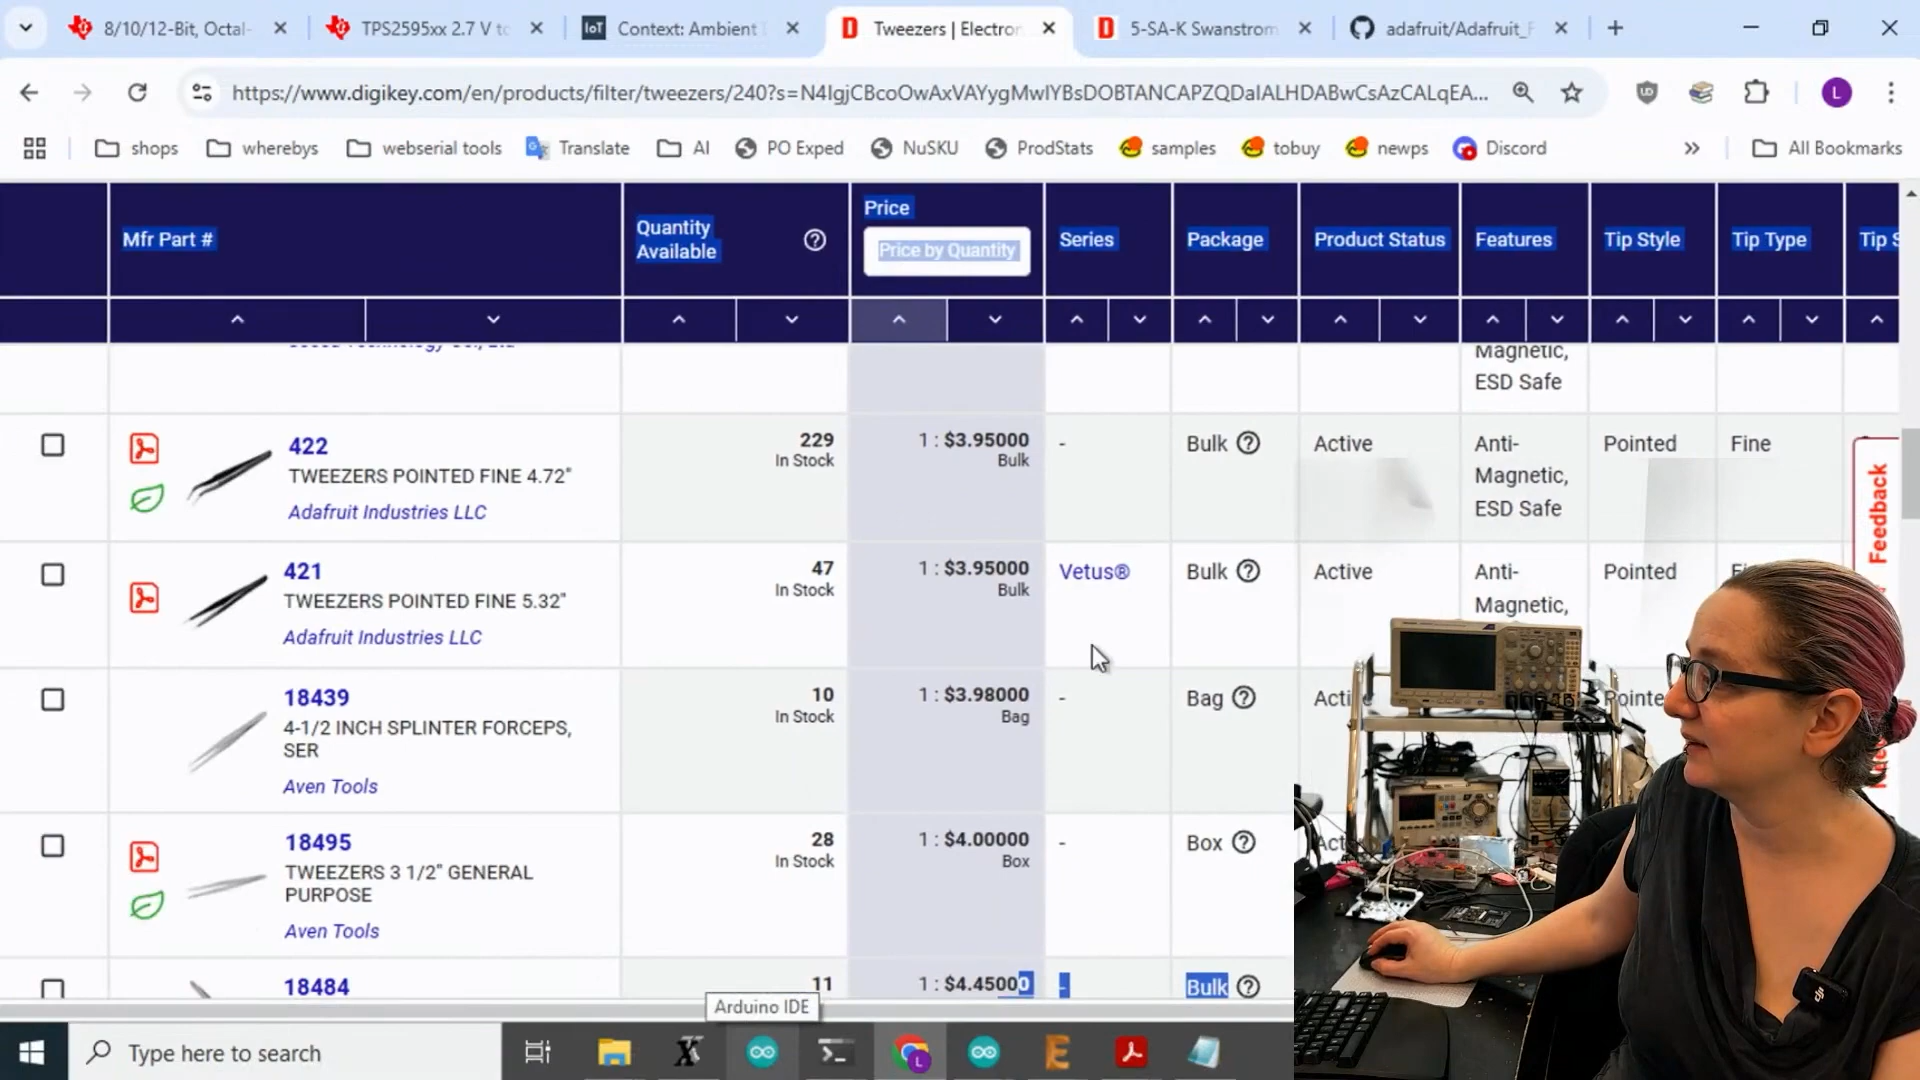 8/10/12-Bit, Octal-
TPS2595xx 2.7 V to
IoT
Context: Ambient
Tweezers | Electron
5-SA-K Swanstrom
adafruit/Adafruit_
https://www.digikey.com/en/products/filter/tweezers/240?s=N4IgjCBcoOwAxVAYygMwIYBsDOBTANCAPZQDaIALHDABwCsAzCALqEA...
L
shops
wherebys
webserial tools
Translate
AI
PO Exped
NuSKU
ProdStats
samples
tobuy
newps
Discord
All Bookmarks
Mfr Part #
Quantity
Available
Price
Price by Quantity
Series
Package
Product Status
Features
Tip Style
Tip Type
Tip S
Magnetic,
ESD Safe
422
TWEEZERS POINTED FINE 4.72"
Adafruit Industries LLC
229
In Stock
1 : $3.95000
Bulk
-
Bulk
Active
Anti-
Magnetic,
ESD Safe
Pointed
Fine
421
TWEEZERS POINTED FINE 5.32"
Adafruit Industries LLC
47
In Stock
1 : $3.95000
Bulk
Vetus®
Bulk
Active
Anti-
Magnetic,
Pointed
18439
4-1/2 INCH SPLINTER FORCEPS,
SER
Aven Tools
10
In Stock
1 : $3.98000
Bag
-
Bag
Pointed
18495
TWEEZERS 3 1/2" GENERAL
PURPOSE
Aven Tools
28
In Stock
1 : $4.00000
Box
-
Box
18484
11
1 : $4.45000
-
Bulk
Feedback
Arduino IDE
Type here to search
L